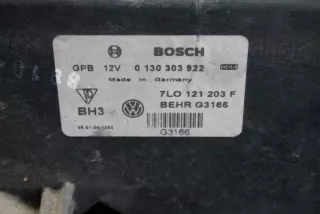 BOSCH
GPB 12V 0 130 303 922
Made in Germany
7L0 121 203 F
BH3
BEHR G3166
G3166